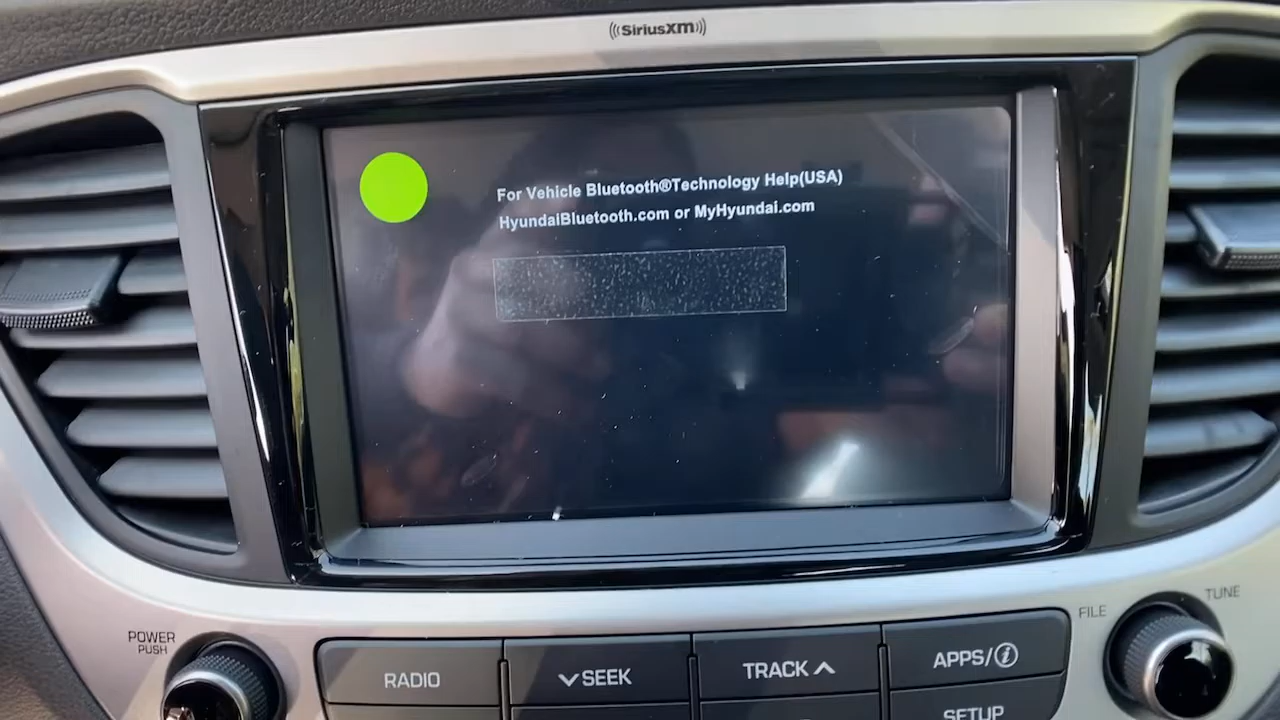 SiriusXM
For Vehicle Bluetooth®Technology Help(USA)
HyundaiBluetooth.com or MyHyundai.com
POWER
PUSH
RADIO
SEEK
TRACK
APPS/i
SETUP
FILE
TUNE